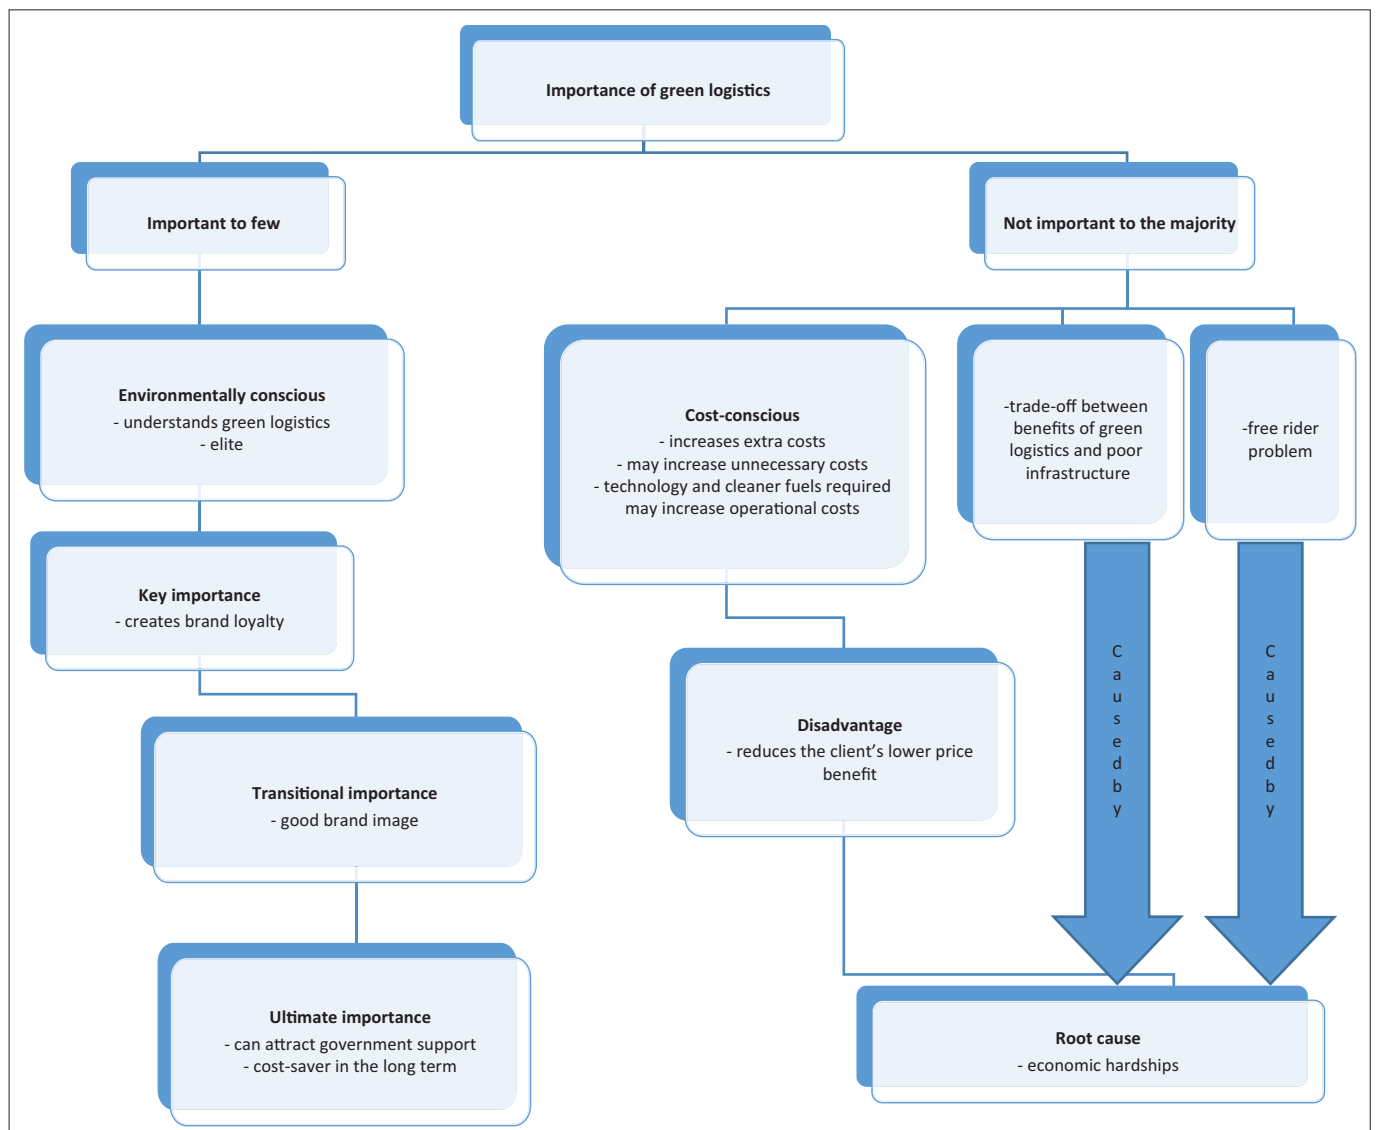 Importance of green logistics
Important to few
Not important to the majority
Environmentally conscious
- understands green logistics
- elite
Cost-conscious
- increases extra costs
- may increase unnecessary costs
- technology and cleaner fuels required
may increase operational costs
-trade-off between
benefits of green
logistics and poor
infrastructure
-free rider
problem
Key importance
- creates brand loyalty
Transitional importance
- good brand image
Ultimate importance
- can attract government support
- cost-saver in the long term
Disadvantage
- reduces the client’s lower price
benefit
C
a
u
s
e
d
b
y
C
a
u
s
e
d
b
y
Root cause
- economic hardships